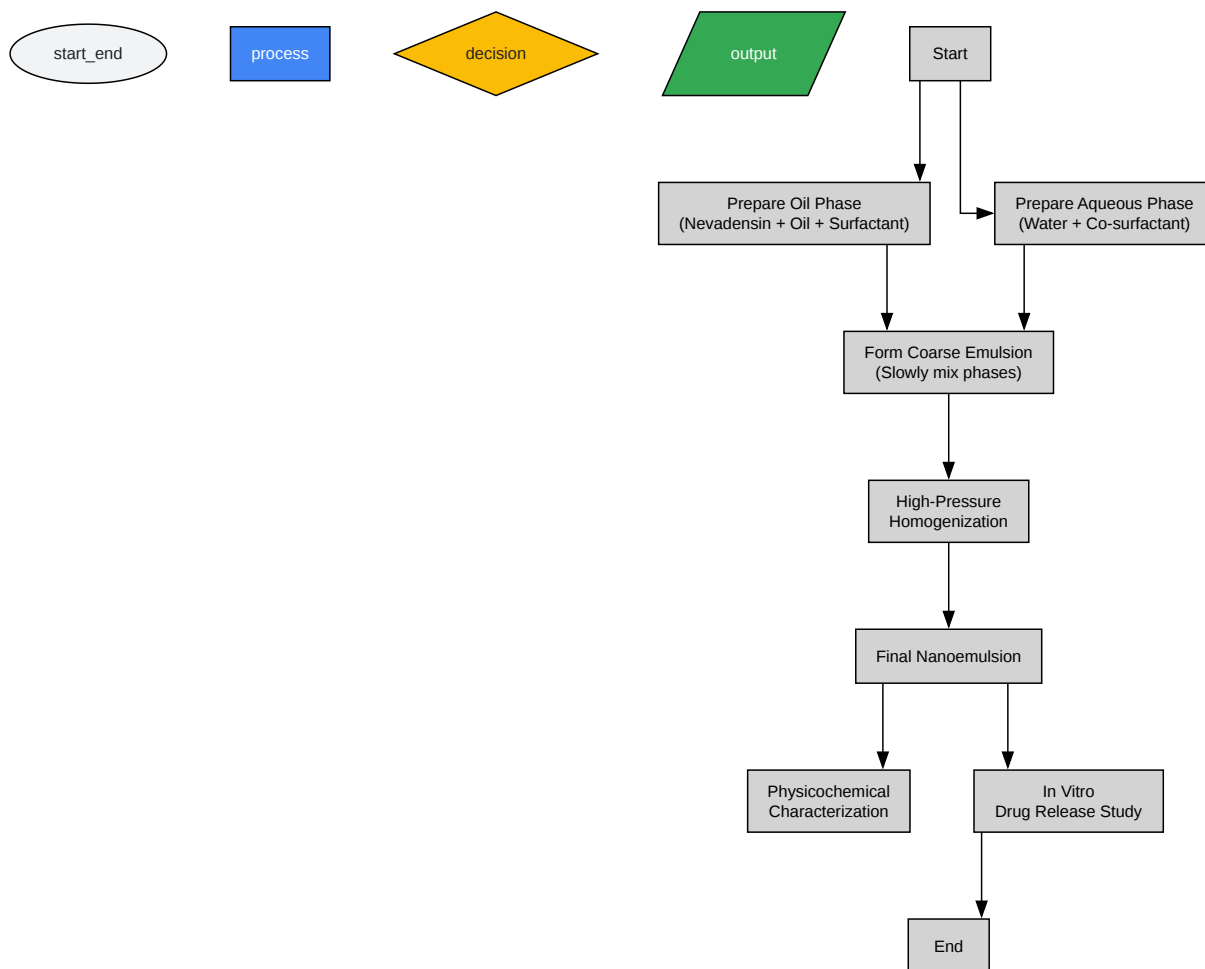 start_end
process
decision
output
Start
Prepare Oil Phase
(Nevadensin + Oil + Surfactant)
Prepare Aqueous Phase
(Water + Co-surfactant)
Form Coarse Emulsion
(Slowly mix phases)
High-Pressure
Homogenization
Final Nanoemulsion
Physicochemical
Characterization
In Vitro
Drug Release Study
End